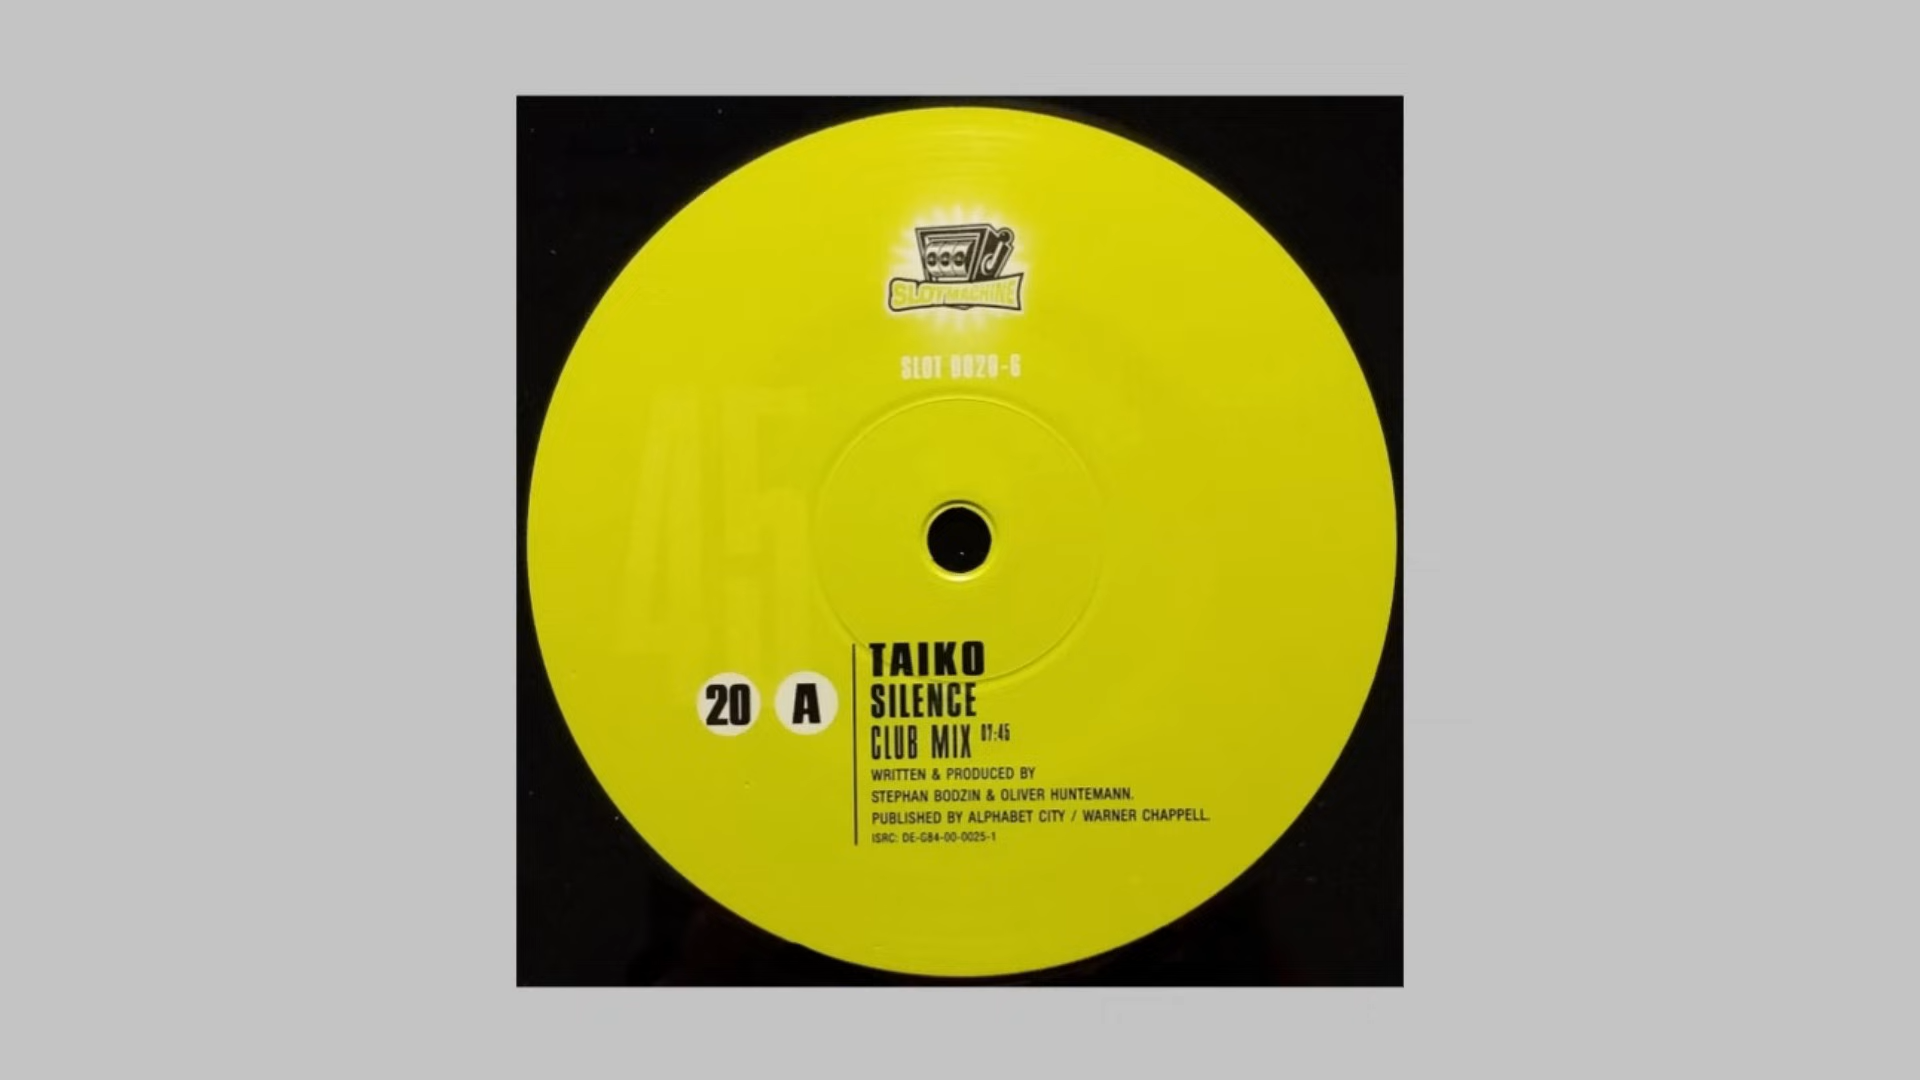 SLOTMACHINE
SLOT 0020-6
45
20 A
TAIKO
SILENCE
CLUB MIX 07:45
WRITTEN & PRODUCED BY
STEPHAN BODZIN & OLIVER HUNTEMANN.
PUBLISHED BY ALPHABET CITY / WARNER CHAPPELL.
ISRC: DE-G84-00-0025-1